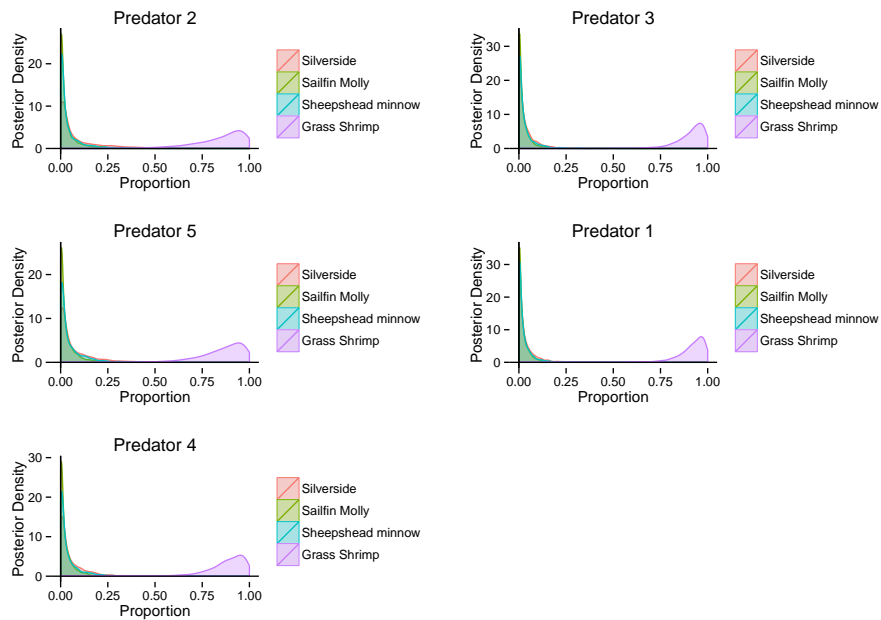 Predator 2
Posterior Density
20
10
0
0.00 0.25 0.50 0.75 1.00
Proportion
Silverside
Sailfin Molly
Sheepshead minnow
Grass Shrimp
Predator 3
Posterior Density
30
20
10
0
0.00 0.25 0.50 0.75 1.00
Proportion
Silverside
Sailfin Molly
Sheepshead minnow
Grass Shrimp
Predator 5
Posterior Density
20
10
0
0.00 0.25 0.50 0.75 1.00
Proportion
Silverside
Sailfin Molly
Sheepshead minnow
Grass Shrimp
Predator 1
Posterior Density
30
20
10
0
0.00 0.25 0.50 0.75 1.00
Proportion
Silverside
Sailfin Molly
Sheepshead minnow
Grass Shrimp
Predator 4
Posterior Density
30
20
10
0
0.00 0.25 0.50 0.75 1.00
Proportion
Silverside
Sailfin Molly
Sheepshead minnow
Grass Shrimp